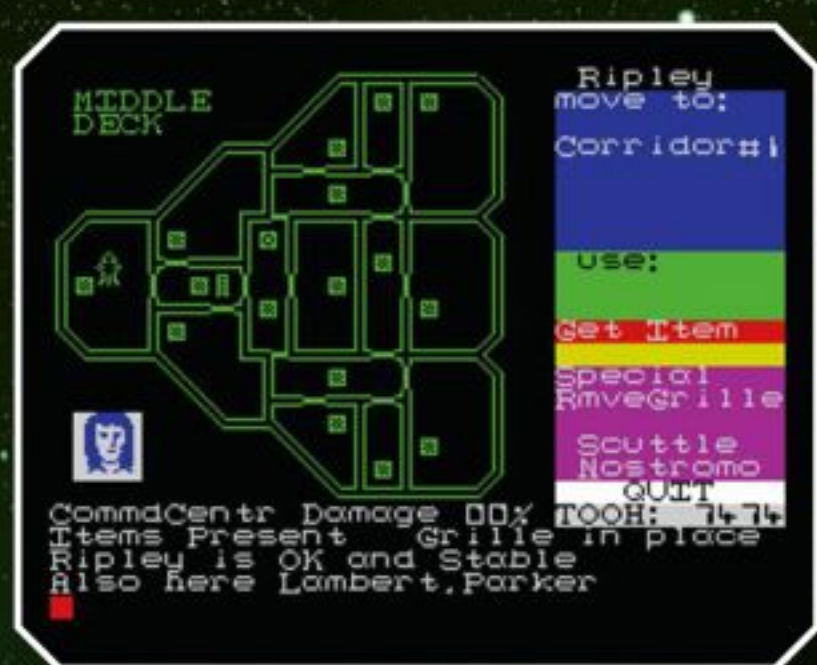 MIDDLE
DECK
Ripley
move to:
Corridor#1
use:
Get Item
Special
RmveGrille
Scuttle
Nostromo
QUIT
TOOH: 7474
CommdCentr Damage 00%
Items Present Grille in place
Ripley is OK and Stable
Also here Lambert,Parker